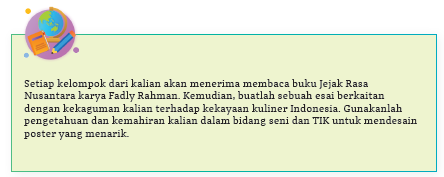 Setiap kelompok dari kalian akan menerima membaca buku Jejak Rasa
Nusantara karya Fadly Rahman. Kemudian, buatlah sebuah esai berkaitan
dengan kekaguman kalian terhadap kekayaan kuliner Indonesia. Gunakanlah
pengetahuan dan kemahiran kalian dalam bidang seni dan TIK untuk mendesain
poster yang menarik.